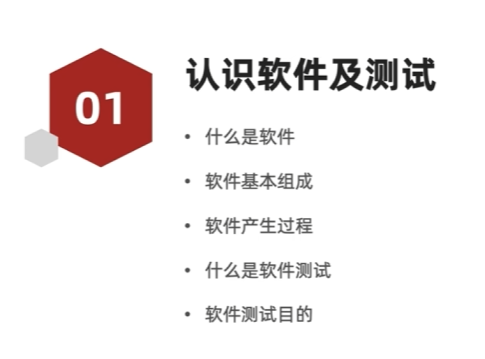 01
认识软件及测试
• 什么是软件
• 软件基本组成
• 软件产生过程
• 什么是软件测试
• 软件测试目的